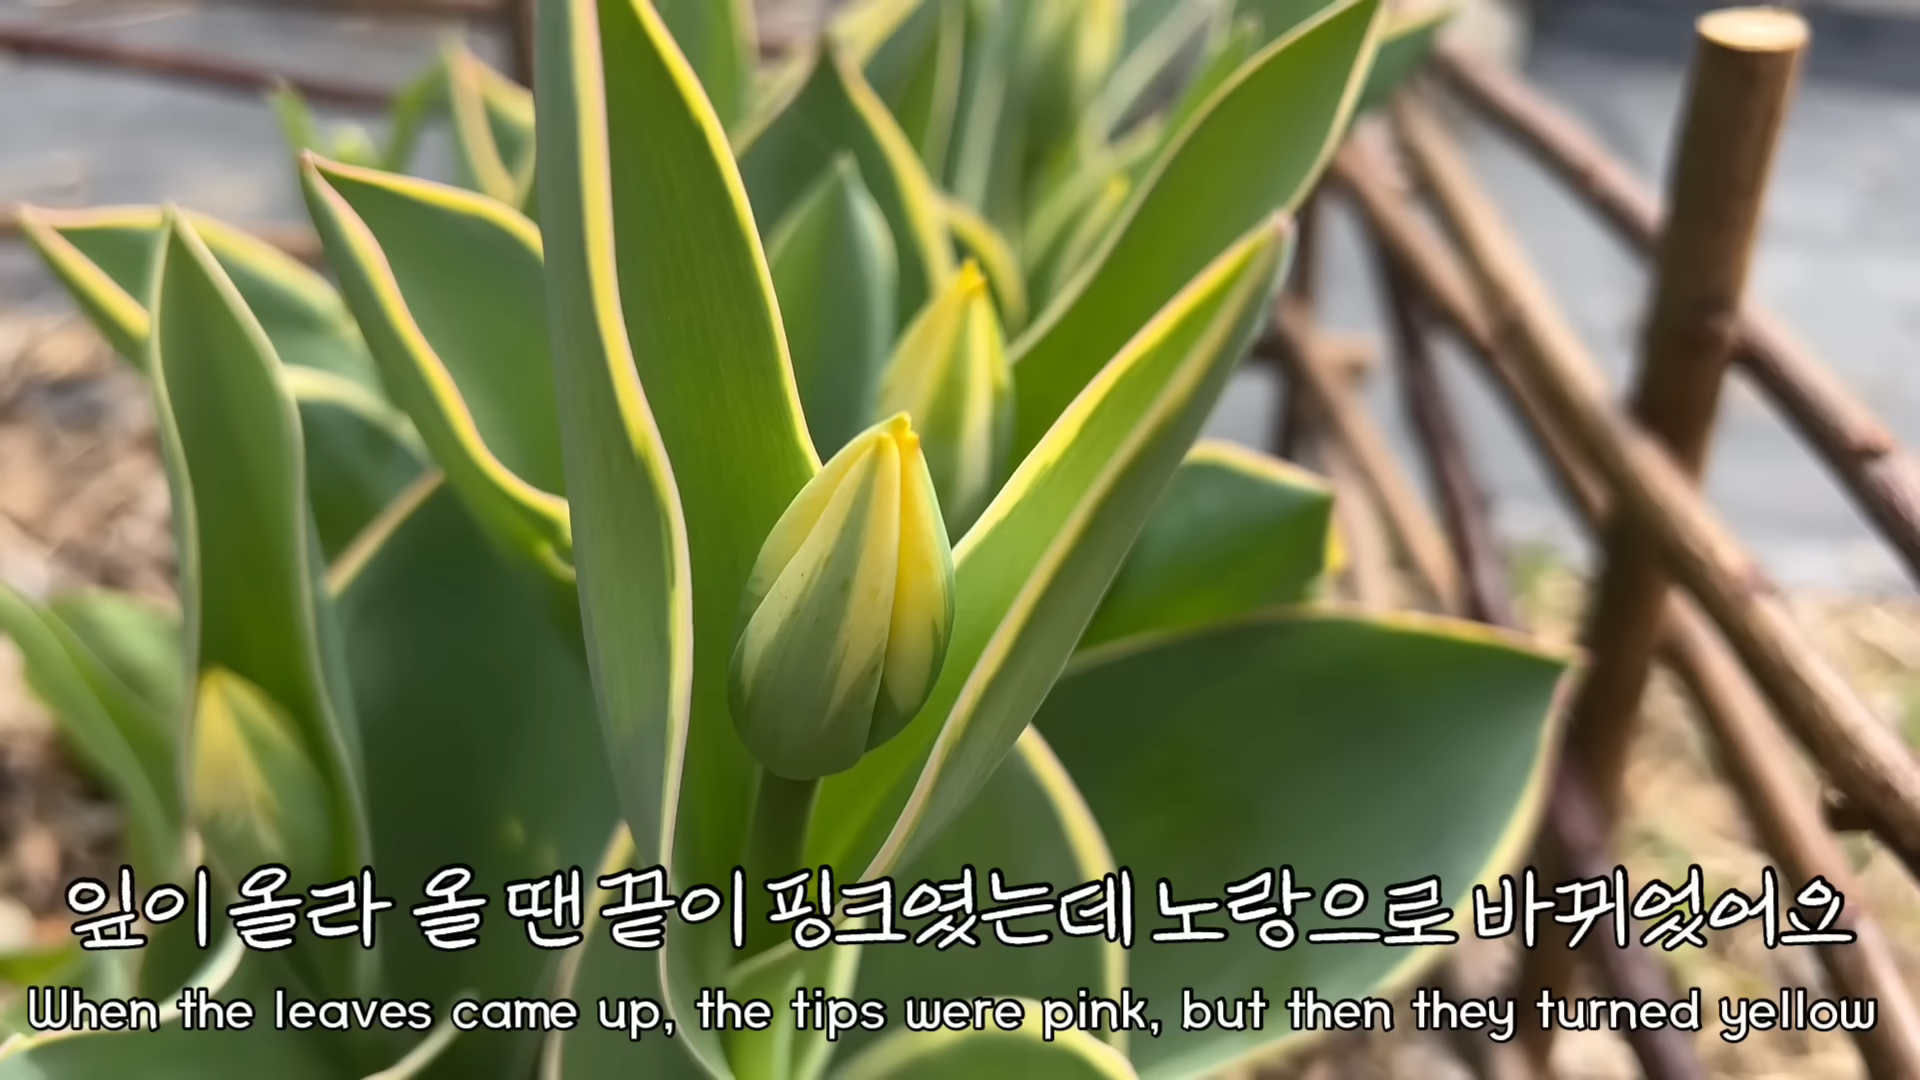 잎이 올라 올 땐 끝이 핑크였는데 노랑으로 바뀌었어요
When the leaves came up, the tips were pink, but then they turned yellow